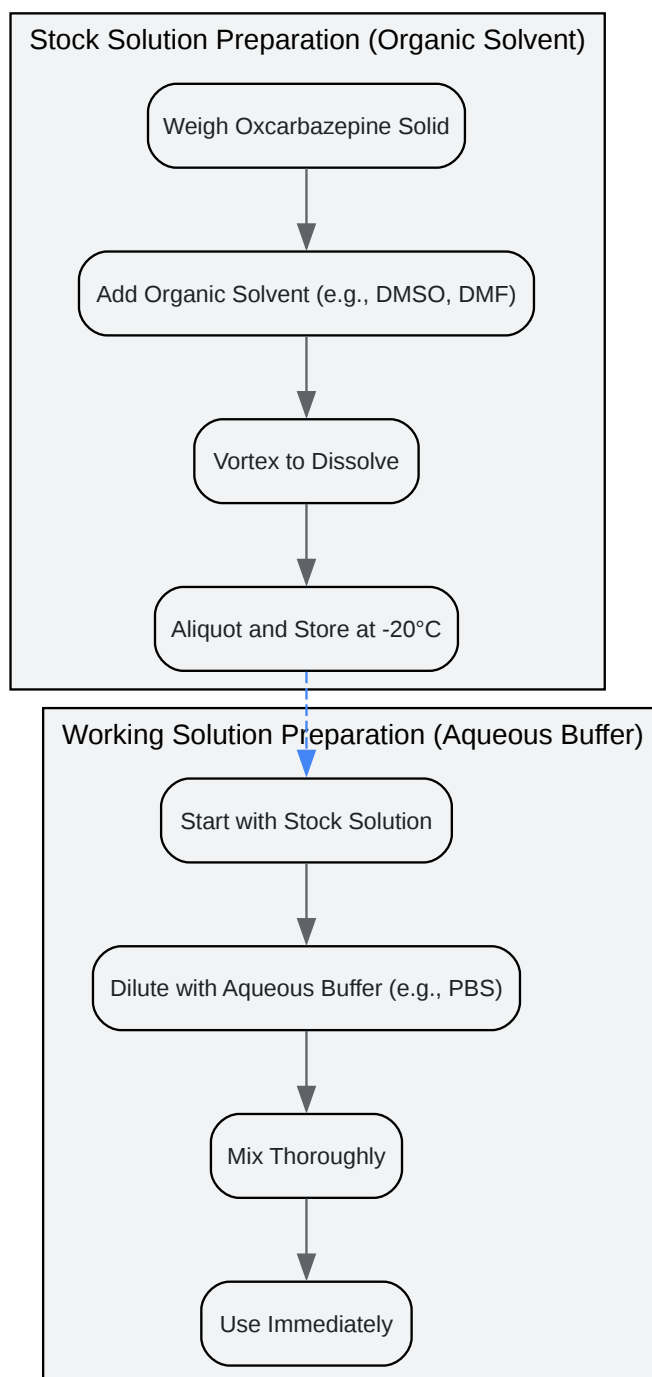 Stock Solution Preparation (Organic Solvent)
Weigh Oxcarbazepine Solid
Add Organic Solvent (e.g., DMSO, DMF)
Vortex to Dissolve
Aliquot and Store at -20°C
Working Solution Preparation (Aqueous Buffer)
Start with Stock Solution
Dilute with Aqueous Buffer (e.g., PBS)
Mix Thoroughly
Use Immediately